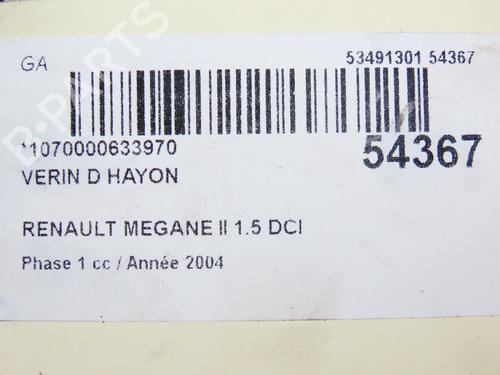 GA 53491301 54367
*1070000633970 54367
VERIN D HAYON
RENAULT MEGANE II 1.5 DCI
Phase 1 cc / Année 2004
B-PARTS